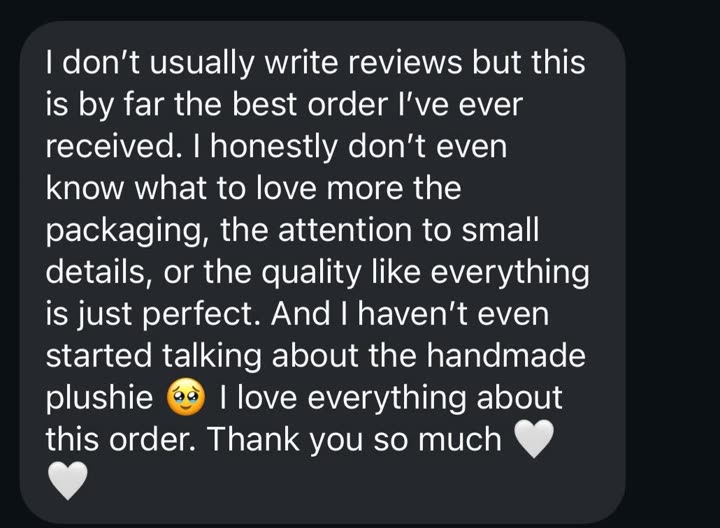 I don’t usually write reviews but this
is by far the best order I’ve ever
received. I honestly don’t even
know what to love more the
packaging, the attention to small
details, or the quality like everything
is just perfect. And I haven’t even
started talking about the handmade
plushie 🥹 I love everything about
this order. Thank you so much 🤍
🤍